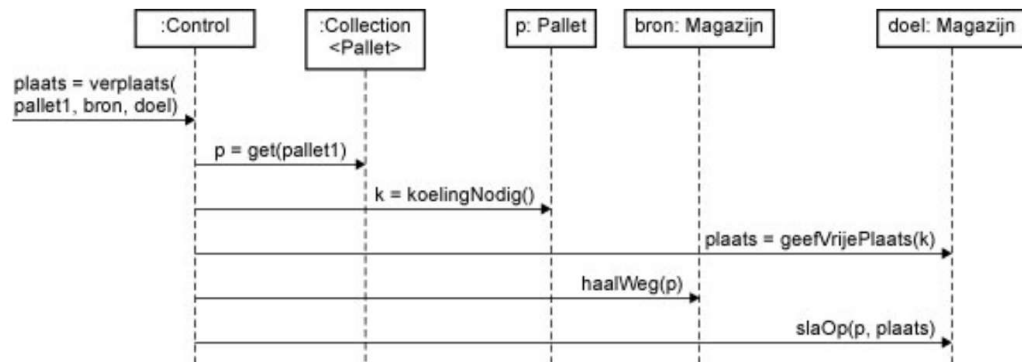 :Control
:Collection
<Pallet>
p: Pallet
bron: Magazijn
doel: Magazijn
plaats = verplaats(
pallet1, bron, doel)
p = get(pallet1)
k = koelingNodig()
plaats = geefVrijePlaats(k)
haalWeg(p)
slaOp(p, plaats)